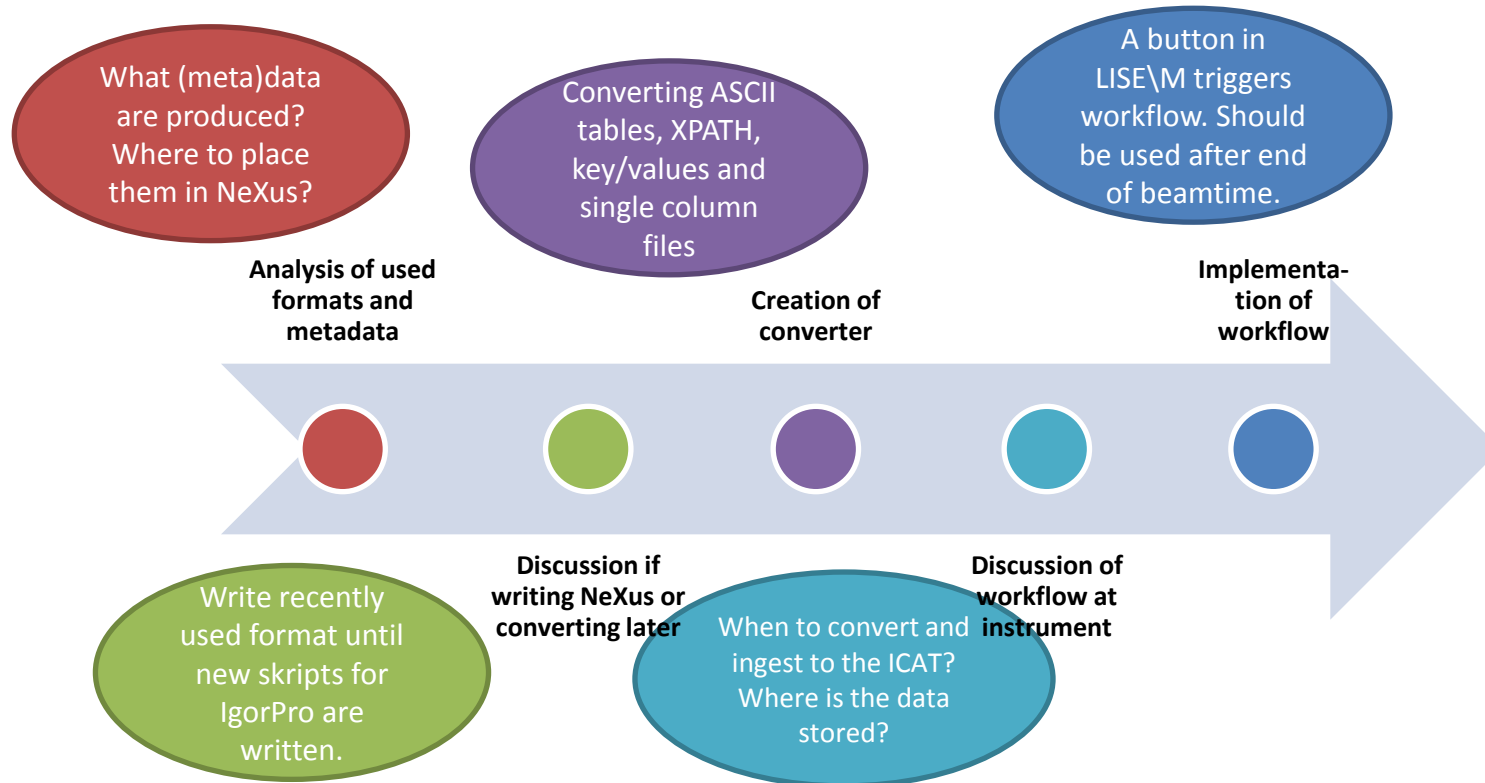 What (meta)data
are produced?
Where to place
them in NeXus?
Converting ASCII
tables, XPATH,
key/values and
single column
files
A button in
LISE\M triggers
workflow. Should
be used after end
of beamtime.
Analysis of used
formats and
metadata
Creation of
converter
Implementa-
tion of
workflow
Discussion if
writing NeXus or
converting later
Discussion of
workflow at
instrument
Write recently
used format until
new skripts for
IgorPro are
written.
When to convert and
ingest to the ICAT?
Where is the data
stored?